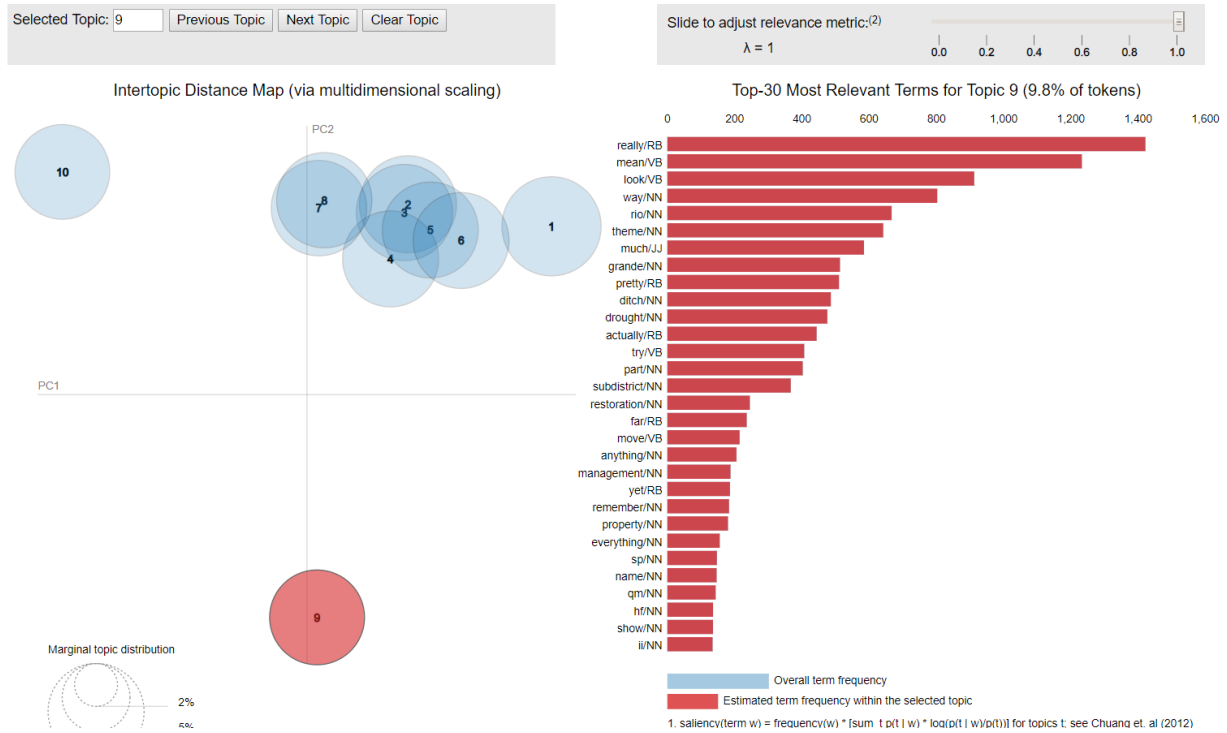 Selected Topic: 9 Previous Topic Next Topic Clear Topic
Slide to adjust relevance metric:(2)
λ = 1
0.0 0.2 0.4 0.6 0.8 1.0
Intertopic Distance Map (via multidimensional scaling)
PC2
PC1
10
8
7
2
3
5
6
4
1
9
Marginal topic distribution
2%
5%
Top-30 Most Relevant Terms for Topic 9 (9.8% of tokens)
0 200 400 600 800 1,000 1,200 1,400 1,600
really/RB
mean/VB
look/VB
way/NN
rio/NN
theme/NN
much/JJ
grande/NN
pretty/RB
ditch/NN
drought/NN
actually/RB
try/VB
part/NN
subdistrict/NN
restoration/NN
far/RB
move/VB
anything/NN
management/NN
yet/RB
remember/NN
property/NN
everything/NN
sp/NN
name/NN
qm/NN
hf/NN
show/NN
ii/NN
Overall term frequency
Estimated term frequency within the selected topic
1. saliency(term w) = frequency(w) * [sum_t p(t | w) * log(p(t | w)/p(t))] for topics t; see Chuang et. al (2012)